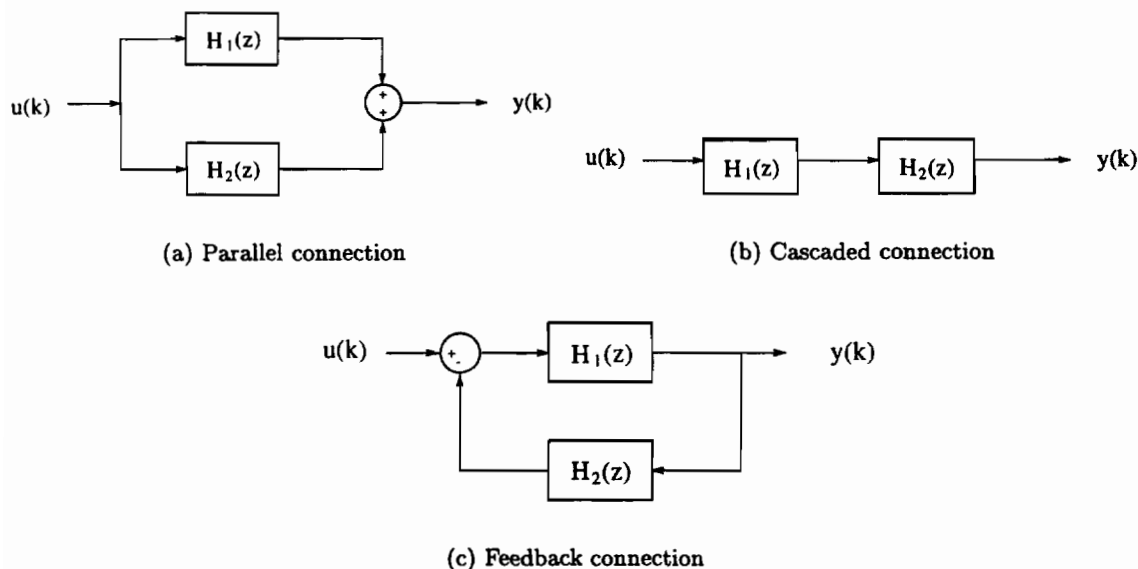 H₁(z)
u(k)
+
+
y(k)
H₂(z)
(a) Parallel connection
u(k)
H₁(z)
H₂(z)
y(k)
(b) Cascaded connection
u(k)
+
-
H₁(z)
y(k)
H₂(z)
(c) Feedback connection